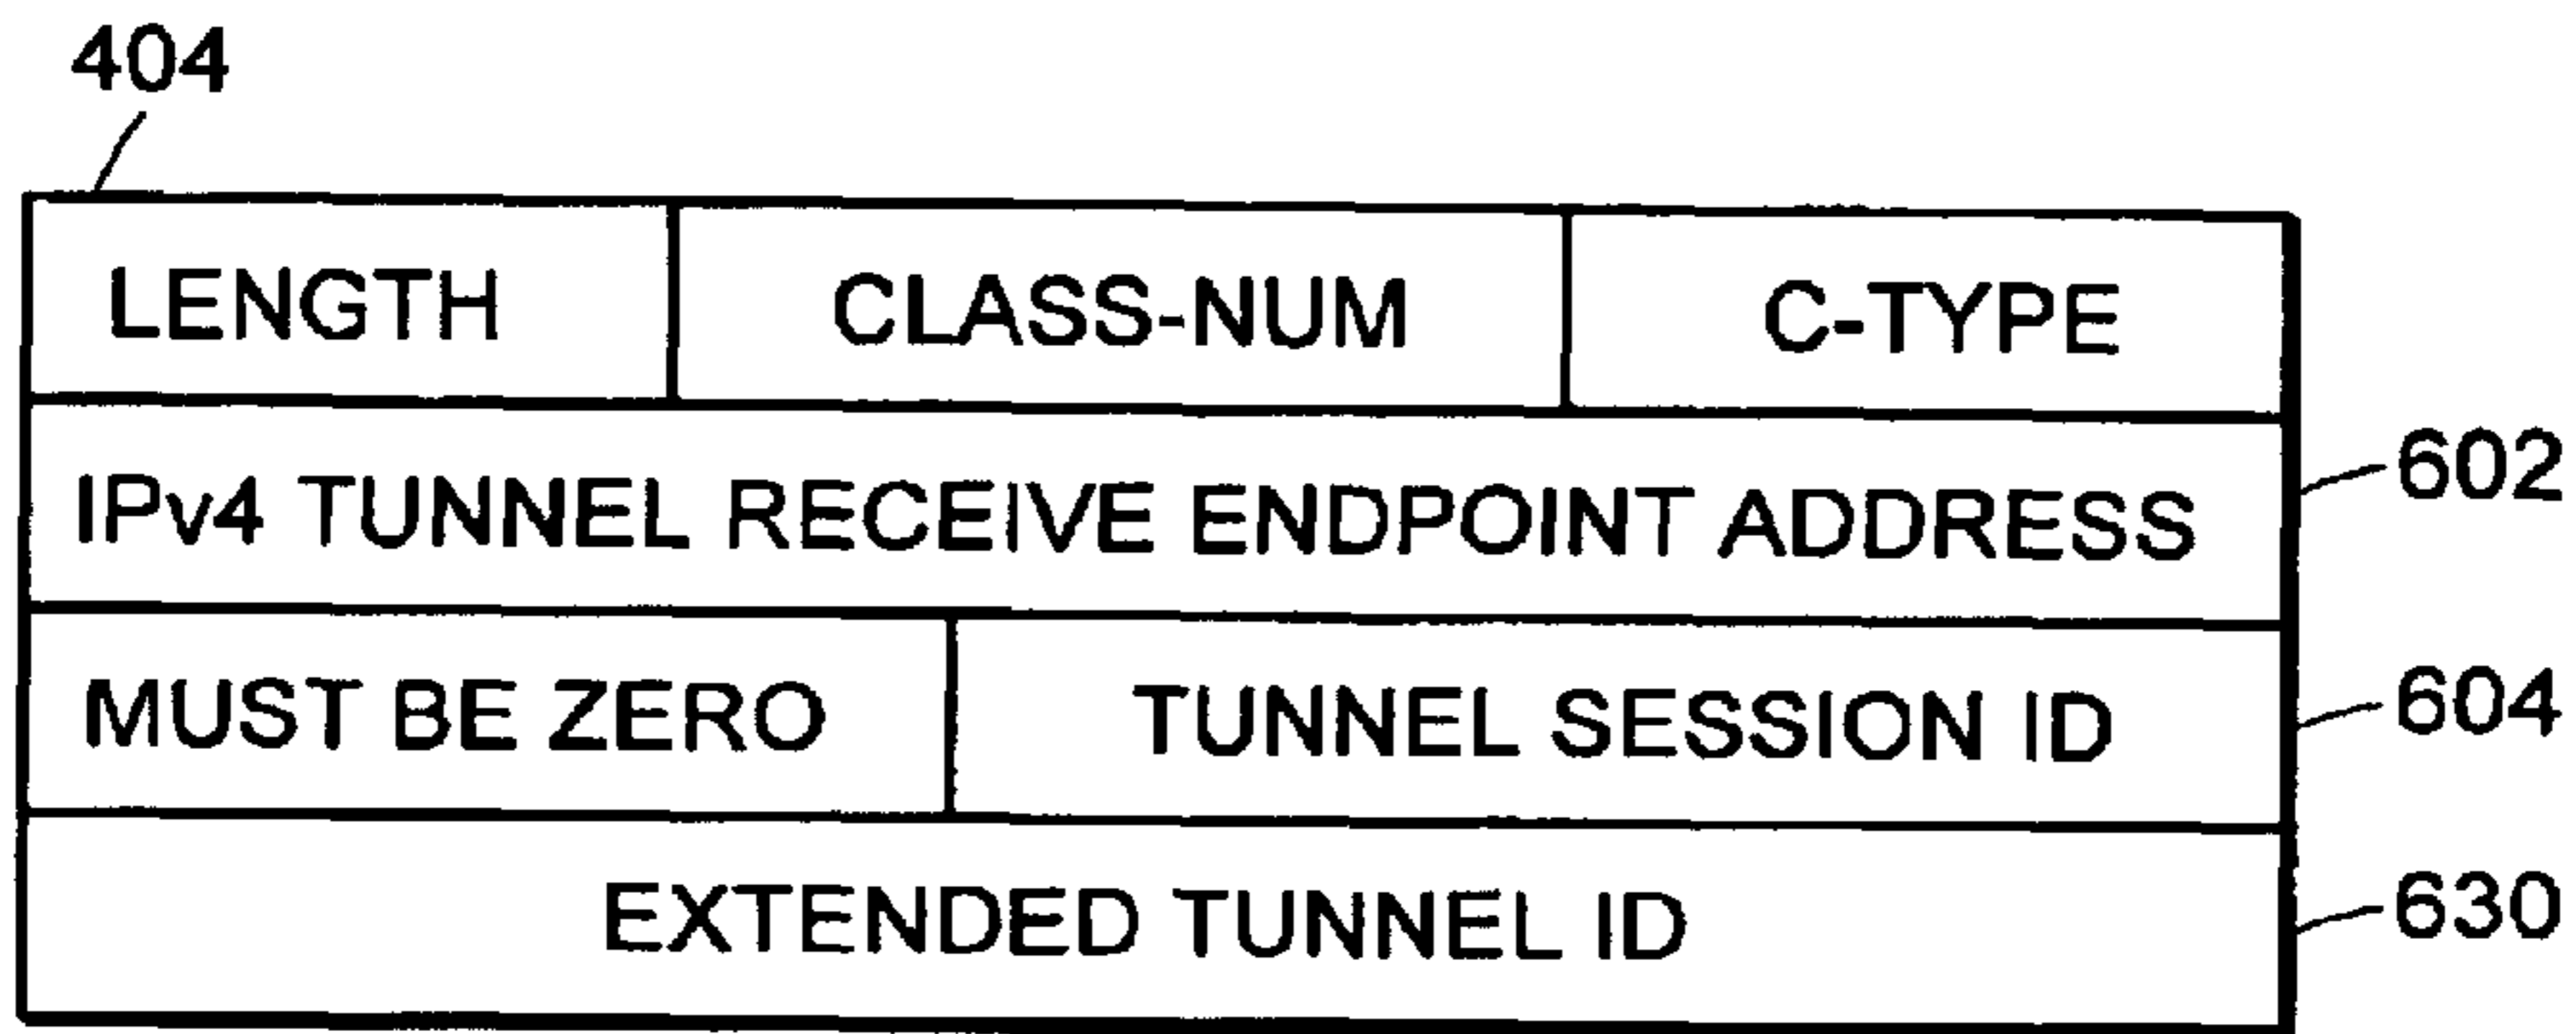 404
LENGTH CLASS-NUM C-TYPE
IPv4 TUNNEL RECEIVE ENDPOINT ADDRESS 602
MUST BE ZERO TUNNEL SESSION ID 604
EXTENDED TUNNEL ID 630